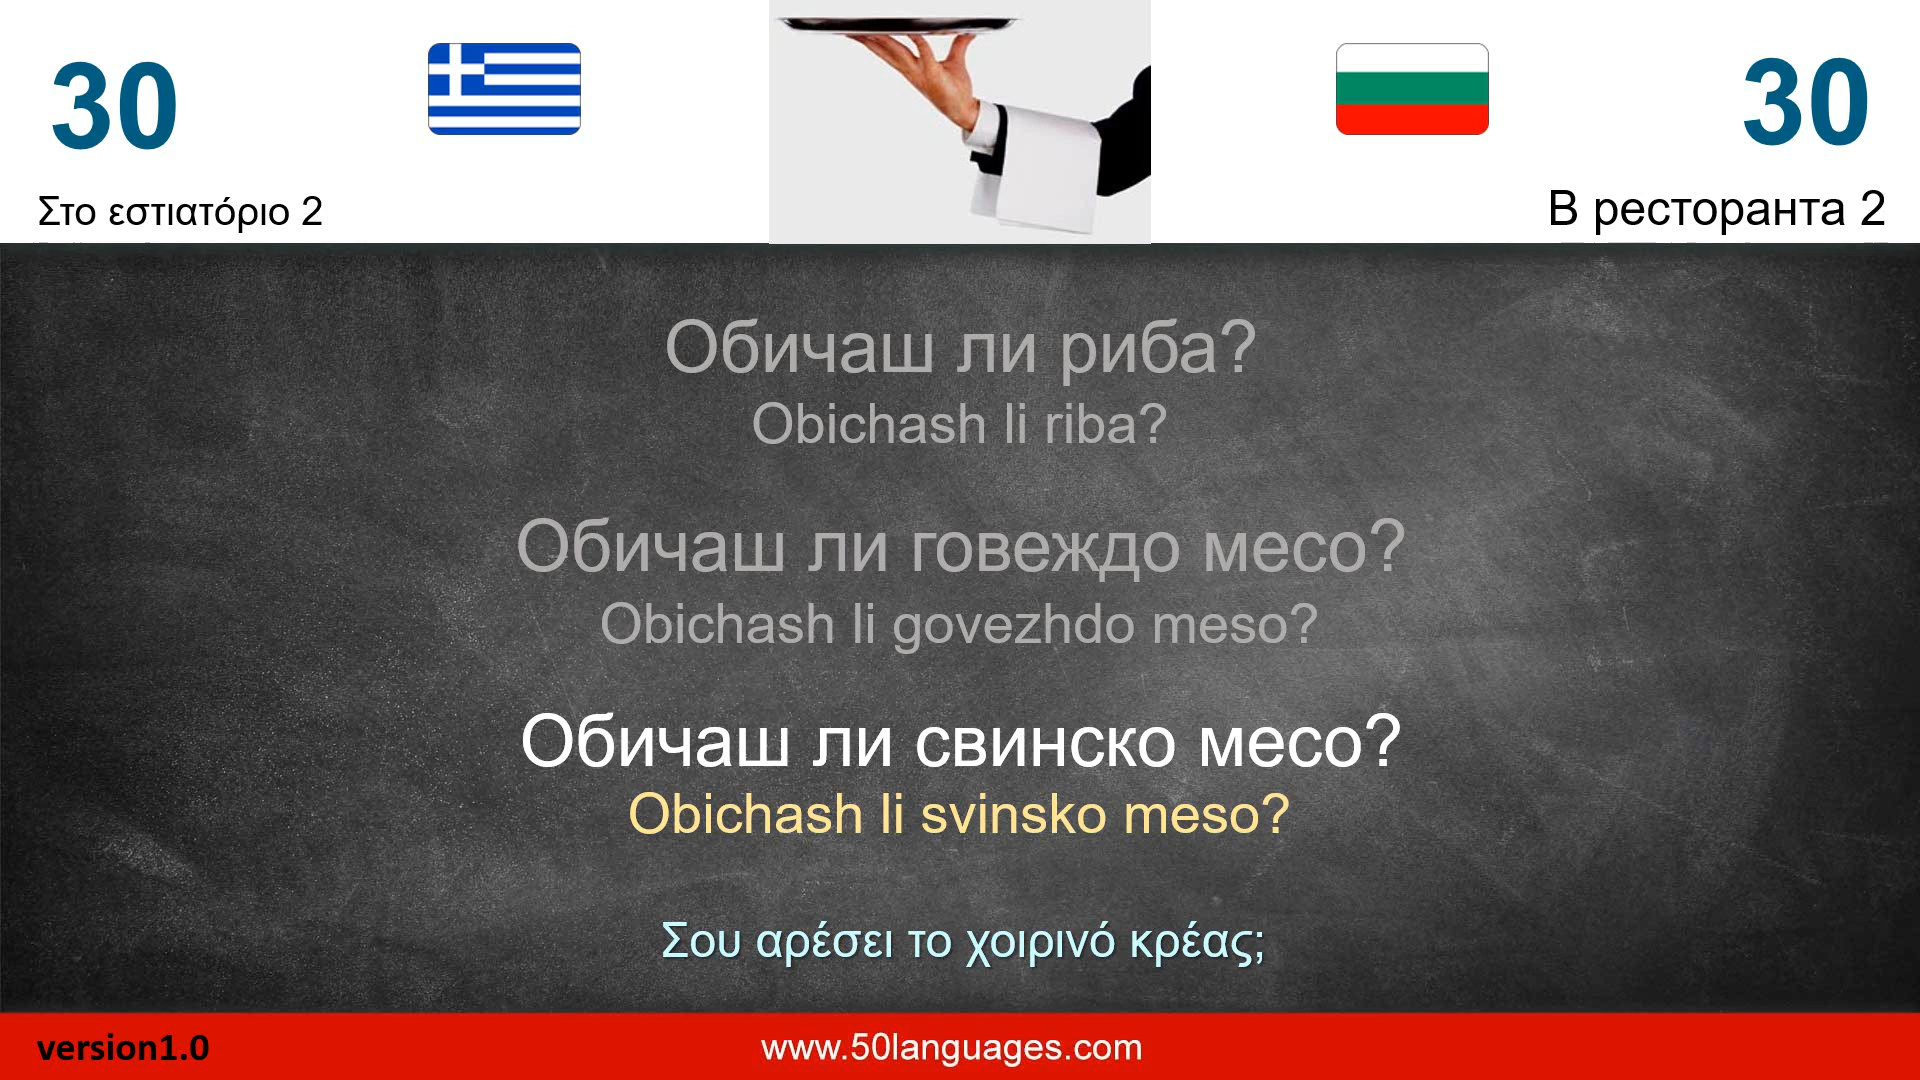 30
30
Στο εστιατόριο 2
В ресторанта 2
Обичаш ли риба?
Obichash li riba?
Обичаш ли говеждо месо?
Obichash li govezhdo meso?
Обичаш ли свинско месо?
Obichash li svinsko meso?
Σου αρέσει το χοιρινό κρέας;
version1.0
www.50languages.com